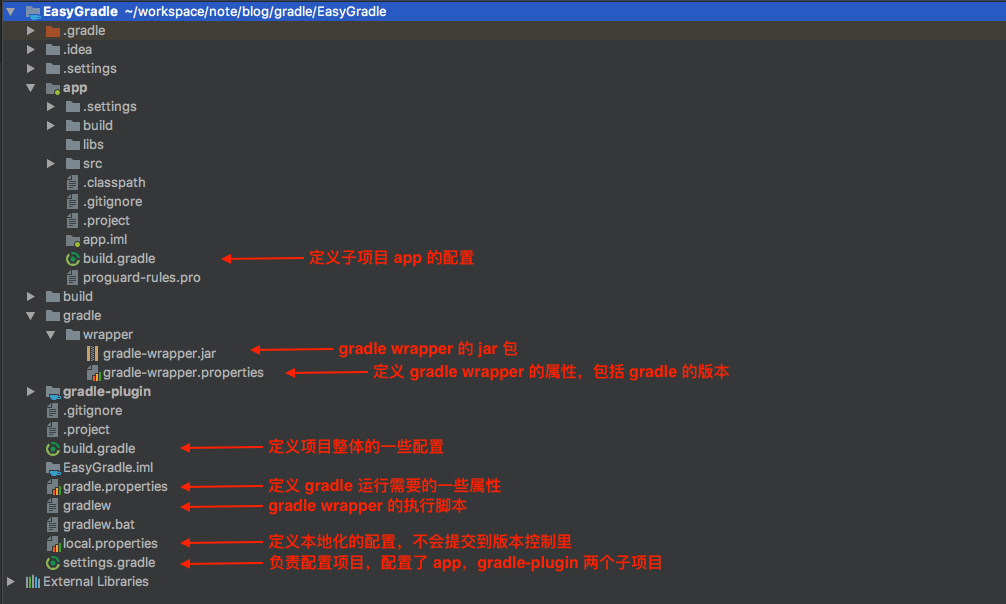 EasyGradle ~/workspace/note/blog/gradle/EasyGradle
.gradle
.idea
.settings
app
.settings
build
libs
src
.classpath
.gitignore
.project
app.iml
build.gradle 定义子项目 app 的配置
proguard-rules.pro
build
gradle
wrapper
gradle-wrapper.jar gradle wrapper 的 jar 包
gradle-wrapper.properties 定义 gradle wrapper 的属性，包括 gradle 的版本
gradle-plugin
.gitignore
.project
build.gradle 定义项目整体的一些配置
EasyGradle.iml
gradle.properties 定义 gradle 运行需要的一些属性
gradlew gradle wrapper 的执行脚本
gradlew.bat
local.properties 定义本地化的配置，不会提交到版本控制里
settings.gradle 负责配置项目，配置了 app，gradle-plugin 两个子项目
External Libraries